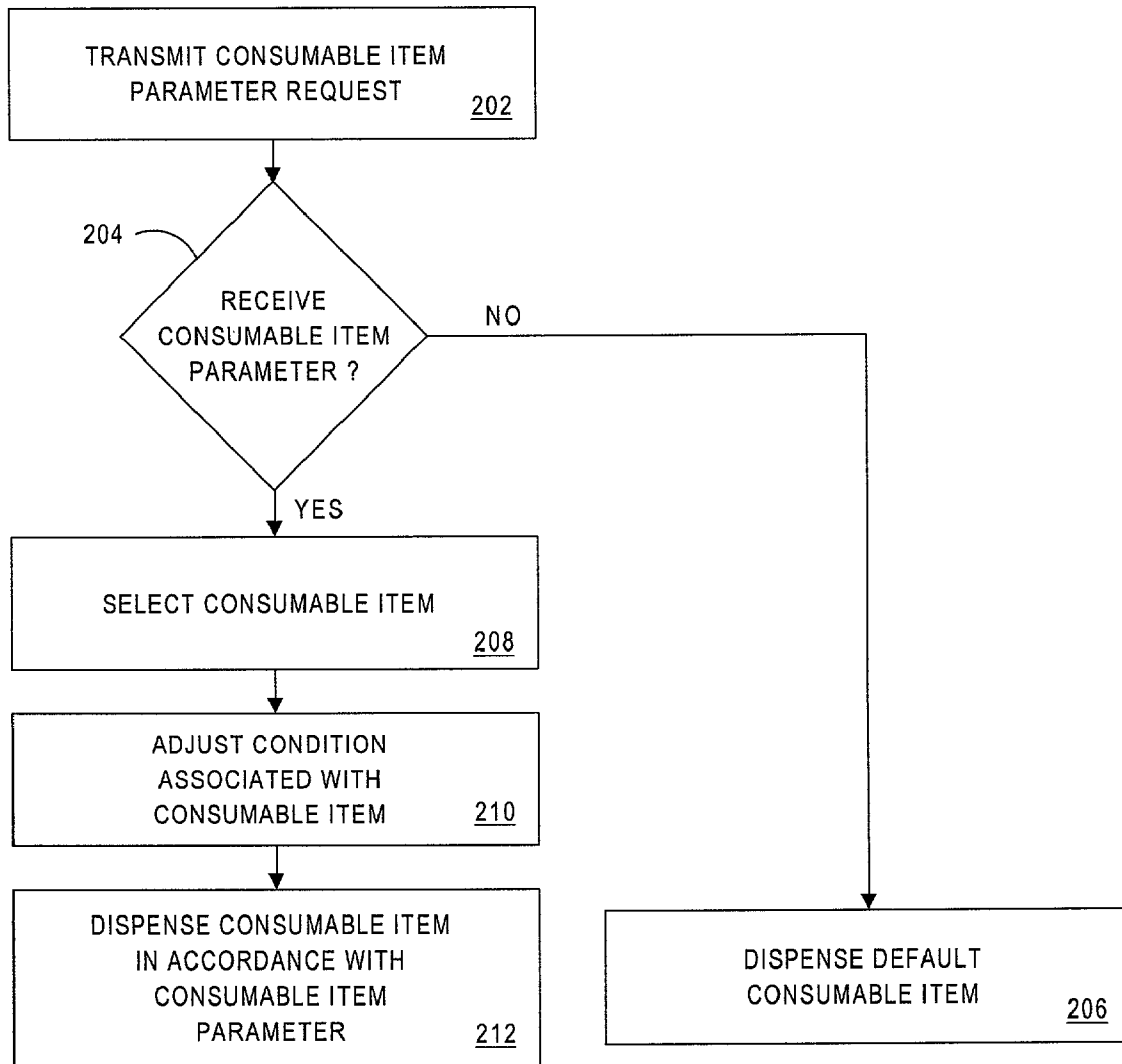 TRANSMIT CONSUMABLE ITEM
PARAMETER REQUEST
202
204
RECEIVE
CONSUMABLE ITEM
PARAMETER ?
NO
YES
SELECT CONSUMABLE ITEM
208
ADJUST CONDITION
ASSOCIATED WITH
CONSUMABLE ITEM
210
DISPENSE CONSUMABLE ITEM
IN ACCORDANCE WITH
CONSUMABLE ITEM
PARAMETER
212
DISPENSE DEFAULT
CONSUMABLE ITEM
206